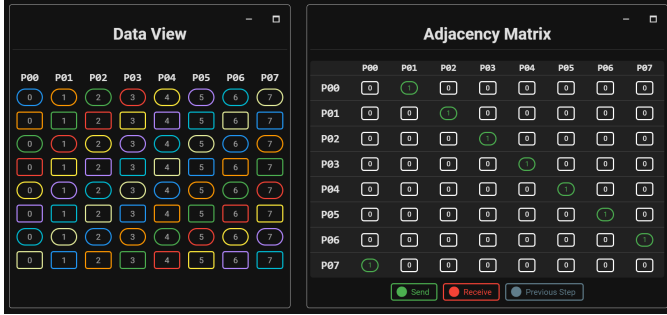 Data View
P00 P01 P02 P03 P04 P05 P06 P07
0 1 2 3 4 5 6 7
0 1 2 3 4 5 6 7
0 1 2 3 4 5 6 7
0 1 2 3 4 5 6 7
0 1 2 3 4 5 6 7
0 1 2 3 4 5 6 7
0 1 2 3 4 5 6 7
0 1 2 3 4 5 6 7
Adjacency Matrix
P00 P01 P02 P03 P04 P05 P06 P07
P00 0 1 0 0 0 0 0 0
P01 0 0 1 0 0 0 0 0
P02 0 0 0 1 0 0 0 0
P03 0 0 0 0 1 0 0 0
P04 0 0 0 0 0 1 0 0
P05 0 0 0 0 0 0 1 0
P06 0 0 0 0 0 0 0 1
P07 1 0 0 0 0 0 0 0
Send Receive Previous Step